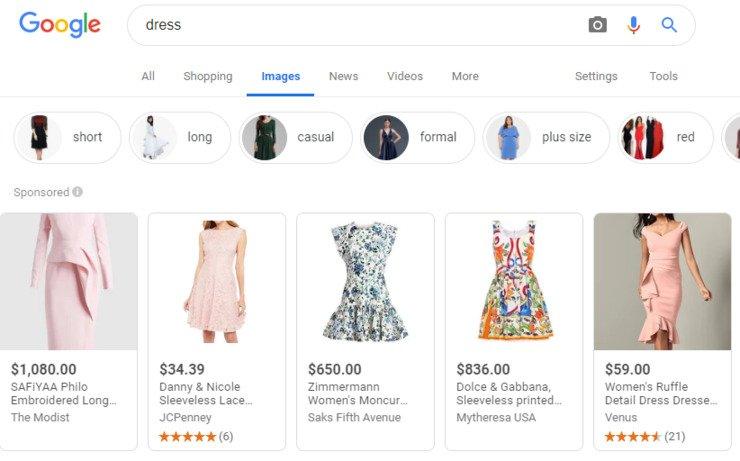 Google
dress
All Shopping Images News Videos More Settings Tools
short long casual formal plus size red
Sponsored
$1,080.00
SAFiYAA Philo
Embroidered Long...
The Modist
$34.39
Danny & Nicole
Sleeveless Lace...
JCPenney
(6)
$650.00
Zimmermann
Women's Moncur...
Saks Fifth Avenue
$836.00
Dolce & Gabbana,
Sleeveless printed...
Mytheresa USA
$59.00
Women's Ruffle
Detail Dress Dresse...
Venus
(21)